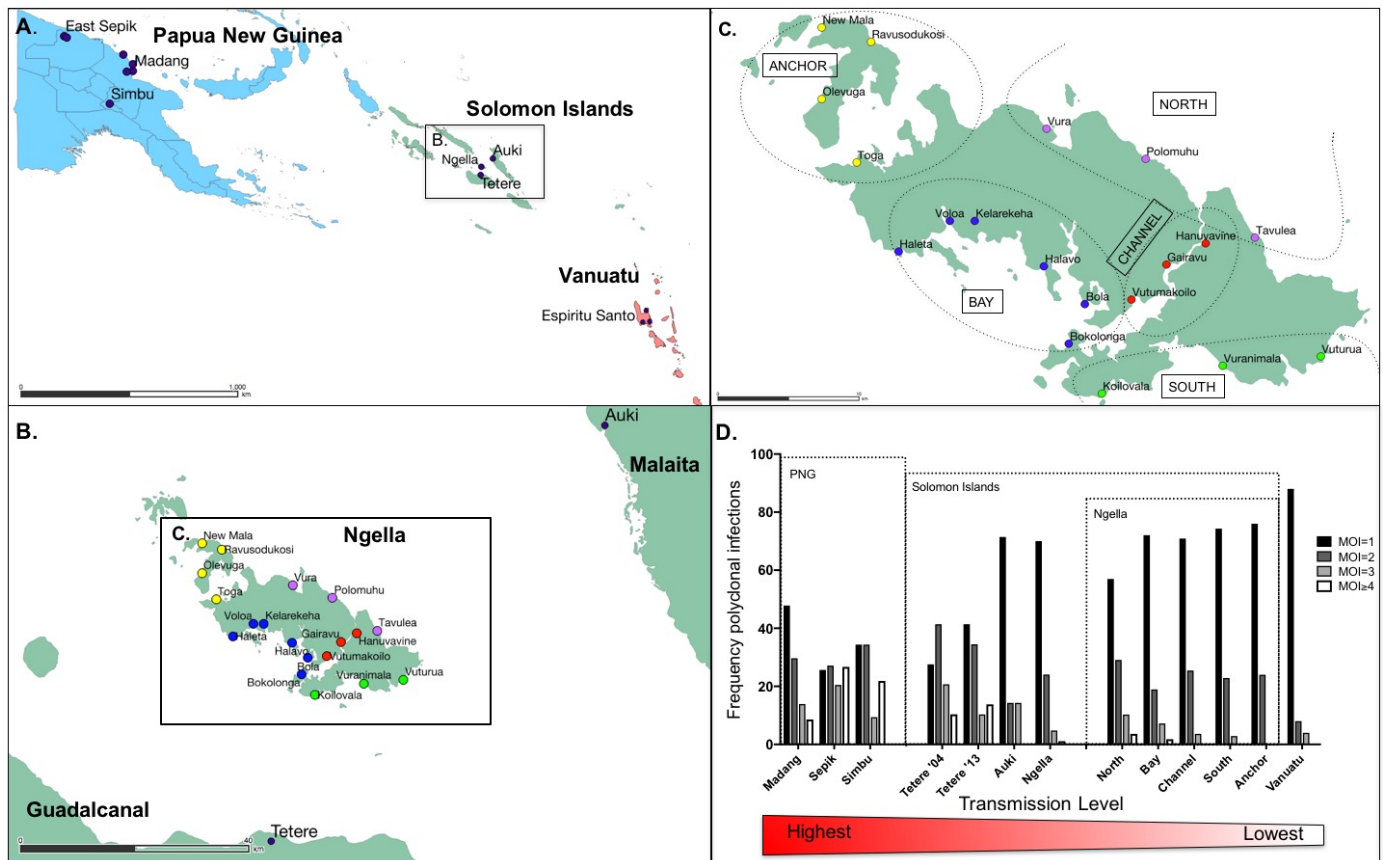 A.
East Sepik
Papua New Guinea
Madang
Simbu
Solomon Islands
B.
Auki
Ngella
Tetere
Vanuatu
Espiritu Santo
0
1,000
km
C.
New Mala
Ravusodukosi
ANCHOR
Olevuga
NORTH
Vura
Toga
Polomuhu
Voloa
Kelarekeha
CHANNEL
Hanuvavine
Tavulea
Haleta
Halavo
Gairavu
BAY
Bola
Vutumakoilo
Bokolonga
Vuturua
Vuranimala
Koilovala
SOUTH
0
10
km
B.
Auki
Malaita
C.
Ngella
New Mala
Ravusodukosi
Olevuga
Vura
Toga
Polomuhu
Voloa
Kelarekeha
Tavulea
Haleta
Gairavu
Hanuvavine
Halavo
Vutumakoilo
Bola
Vuranimala
Vuturua
Bokolonga
Koilovala
Guadalcanal
Tetere
0
40
km
D.
Frequency polyclonal infections
100
80
60
40
20
0
PNG
Solomon Islands
Ngella
MOI=1
MOI=2
MOI=3
MOI≥4
Madang
Sepik
Simbu
Tetere '04
Tetere '13
Auki
Ngella
North
Bay
Channel
South
Anchor
Vanuatu
Transmission Level
Highest
Lowest